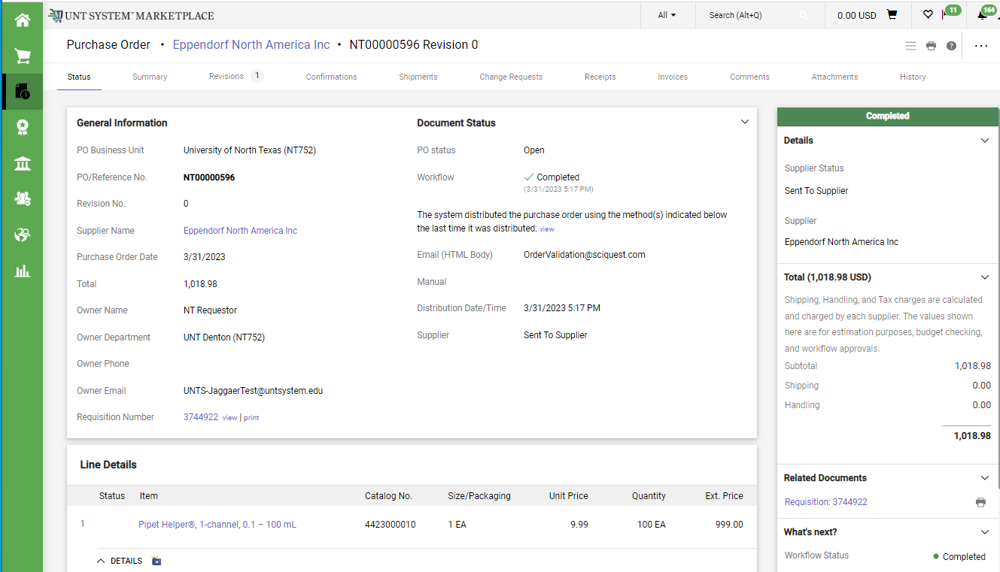 UNT SYSTEM™ MARKETPLACE
All
Search (Alt+Q)
0.00 USD
11
164
Purchase Order • Eppendorf North America Inc • NT00000596 Revision 0
Status
Summary
Revisions 1
Confirmations
Shipments
Change Requests
Receipts
Invoices
Comments
Attachments
History
General Information
PO Business Unit University of North Texas (NT752)
PO/Reference No. NT00000596
Revision No. 0
Supplier Name Eppendorf North America Inc
Purchase Order Date 3/31/2023
Total 1,018.98
Owner Name NT Requestor
Owner Department UNT Denton (NT752)
Owner Phone
Owner Email UNTS-JaggaerTest@untsystem.edu
Requisition Number 3744922 view | print
Document Status
PO status Open
Workflow Completed
(3/31/2023 5:17 PM)
The system distributed the purchase order using the method(s) indicated below
the last time it was distributed: view
Email (HTML Body) OrderValidation@sciquest.com
Manual
Distribution Date/Time 3/31/2023 5:17 PM
Supplier Sent To Supplier
Line Details
Status Item Catalog No. Size/Packaging Unit Price Quantity Ext. Price
1 Pipet Helper®, 1-channel, 0.1 – 100 mL 4423000010 1 EA 9.99 100 EA 999.00
DETAILS
Completed
Details
Supplier Status
Sent To Supplier
Supplier
Eppendorf North America Inc
Total (1,018.98 USD)
Shipping, Handling, and Tax charges are calculated
and charged by each supplier. The values shown
here are for estimation purposes, budget checking,
and workflow approvals.
Subtotal 1,018.98
Shipping 0.00
Handling 0.00
1,018.98
Related Documents
Requisition: 3744922
What's next?
Workflow Status Completed